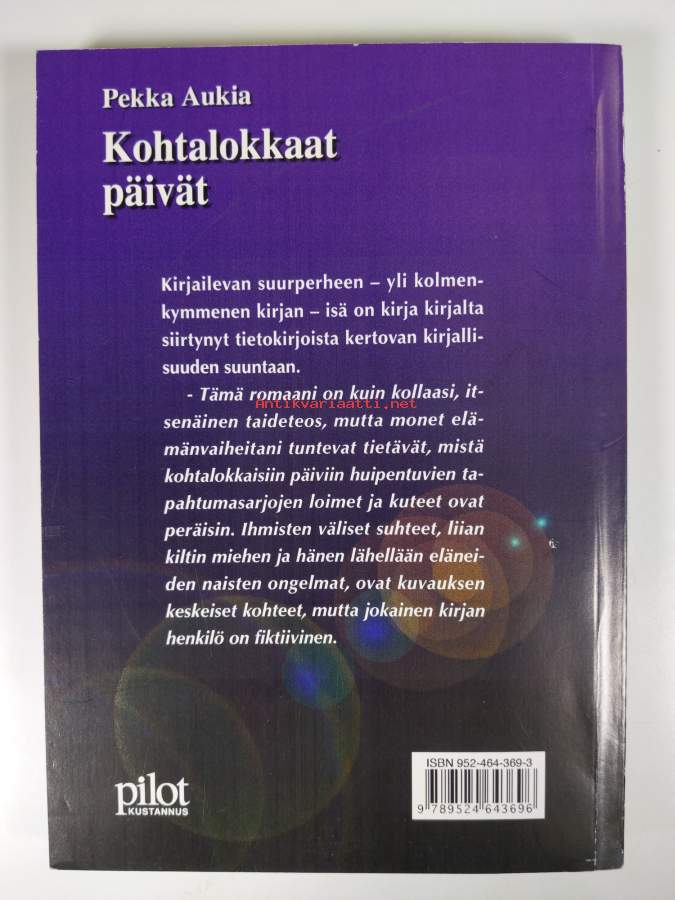 Pekka Aukia
Kohtalokkaat
päivät
Kirjailevan suurperheen – yli kolmen-
kymmenen kirjan – isä on kirja kirjalta
siirtynyt tietokirjoista kertovan kirjalli-
suuden suuntaan.
- Tämä romaani on kuin kollaasi, it-
Antikvariaatti.net
senäinen taideteos, mutta monet elä-
mänvaiheitani tuntevat tietävät, mistä
kohtalokkaisiin päiviin huipentuvien ta-
pahtumasarjojen loimet ja kuteet ovat
peräisin. Ihmisten väliset suhteet, liian
kiltin miehen ja hänen lähellään elänei-
den naisten ongelmat, ovat kuvauksen
keskeiset kohteet, mutta jokainen kirjan
henkilö on fiktiivinen.
ISBN 952-464-369-3
9 789524 643696
pilot
KUSTANNUS